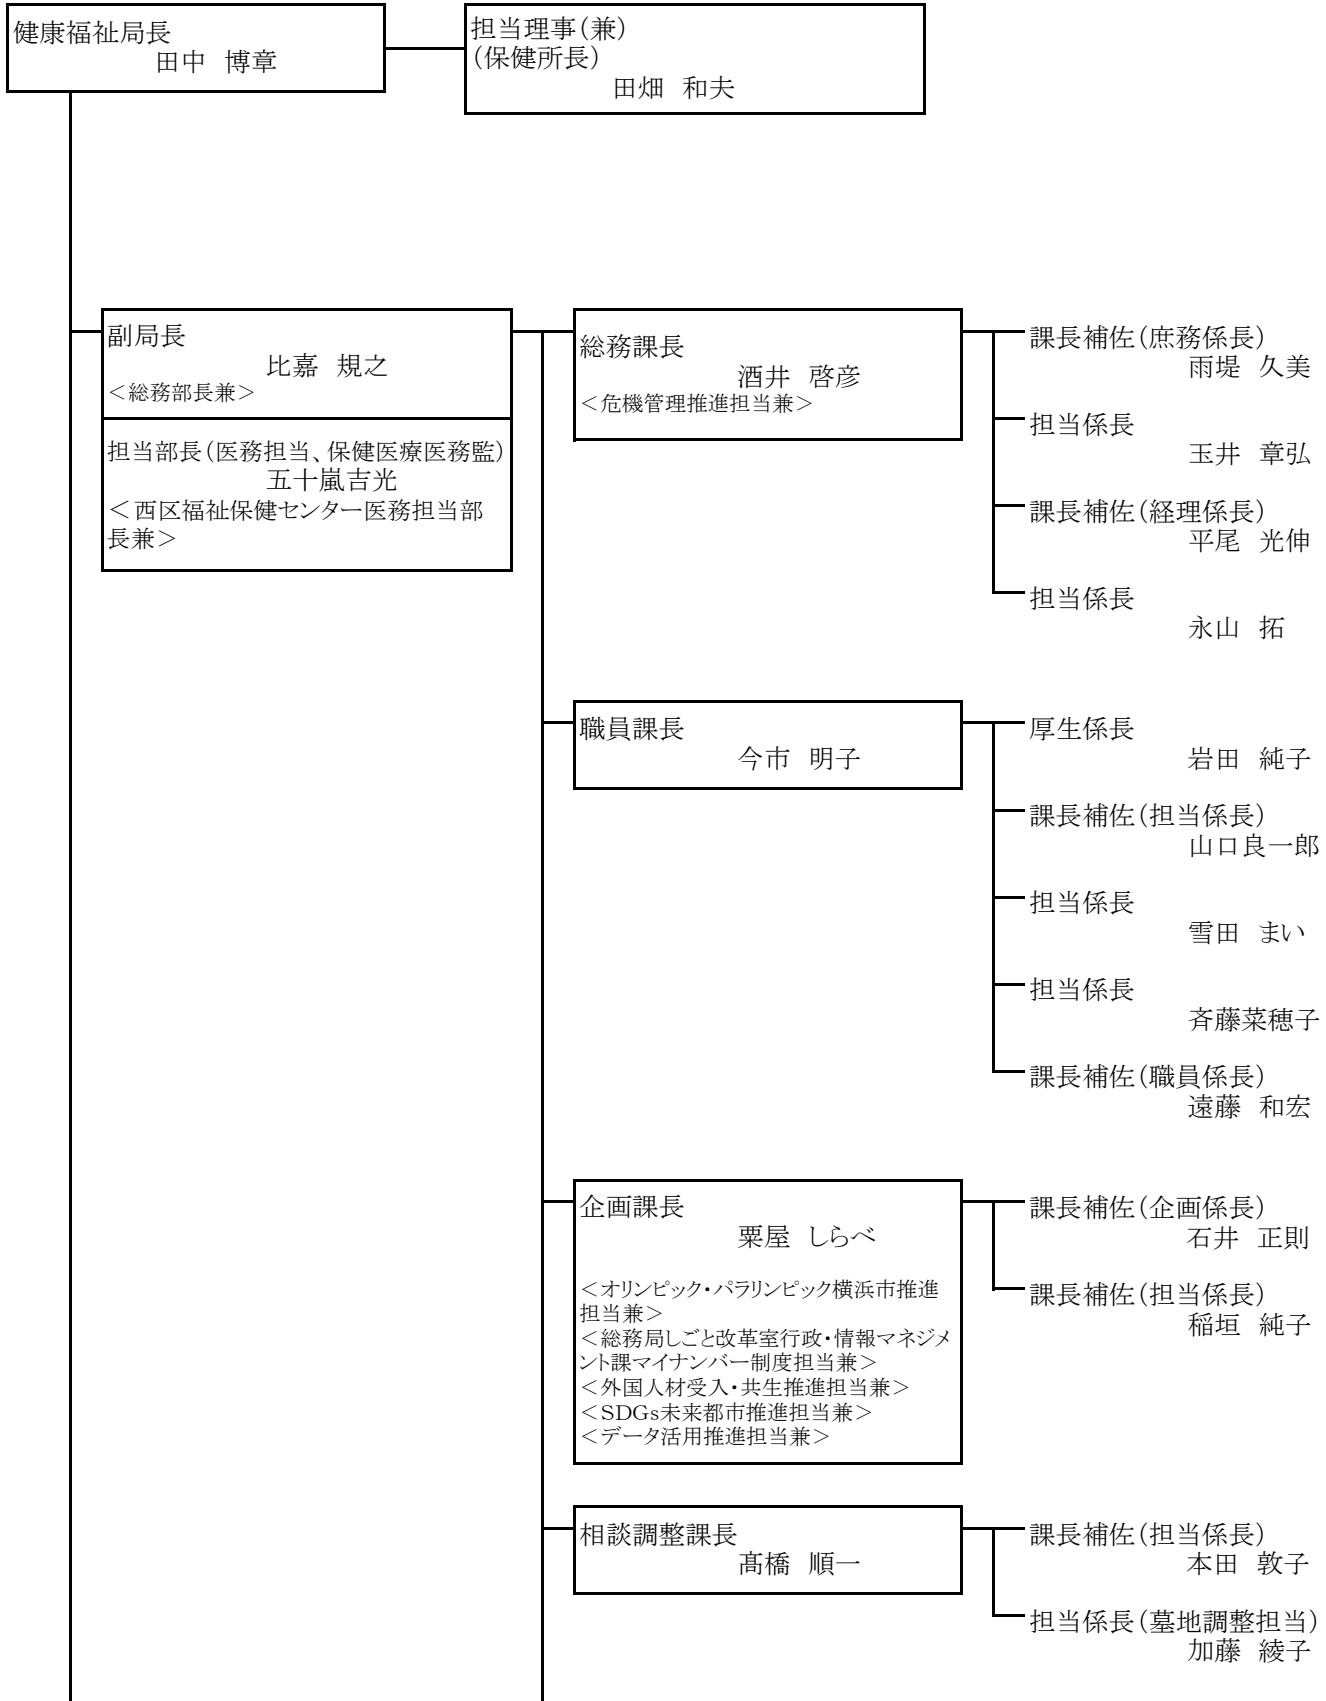 健康福祉局長
田中 博章
担当理事(兼)
(保健所長)
田畑 和夫
副局長
比嘉 規之
<総務部長兼>
担当部長(医務担当、保健医療医務監)
五十嵐吉光
<西区福祉保健センター医務担当部
長兼>
総務課長
酒井 啓彦
<危機管理推進担当兼>
課長補佐(庶務係長)
雨堤 久美
担当係長
玉井 章弘
課長補佐(経理係長)
平尾 光伸
担当係長
永山 拓
職員課長
今市 明子
厚生係長
岩田 純子
課長補佐(担当係長)
山口良一郎
担当係長
雪田 まい
担当係長
斉藤菜穂子
課長補佐(職員係長)
遠藤 和宏
企画課長
粟屋 しらべ
<オリンピック・パラリンピック横浜市推進
担当兼>
<総務局しごと改革室行政・情報マネジメ
ント課マイナンバー制度担当兼>
<外国人材受入・共生推進担当兼>
<SDGs未来都市推進担当兼>
<データ活用推進担当兼>
課長補佐(企画係長)
石井 正則
課長補佐(担当係長)
稲垣 純子
相談調整課長
髙橋 順一
課長補佐(担当係長)
本田 敦子
担当係長(墓地調整担当)
加藤 綾子